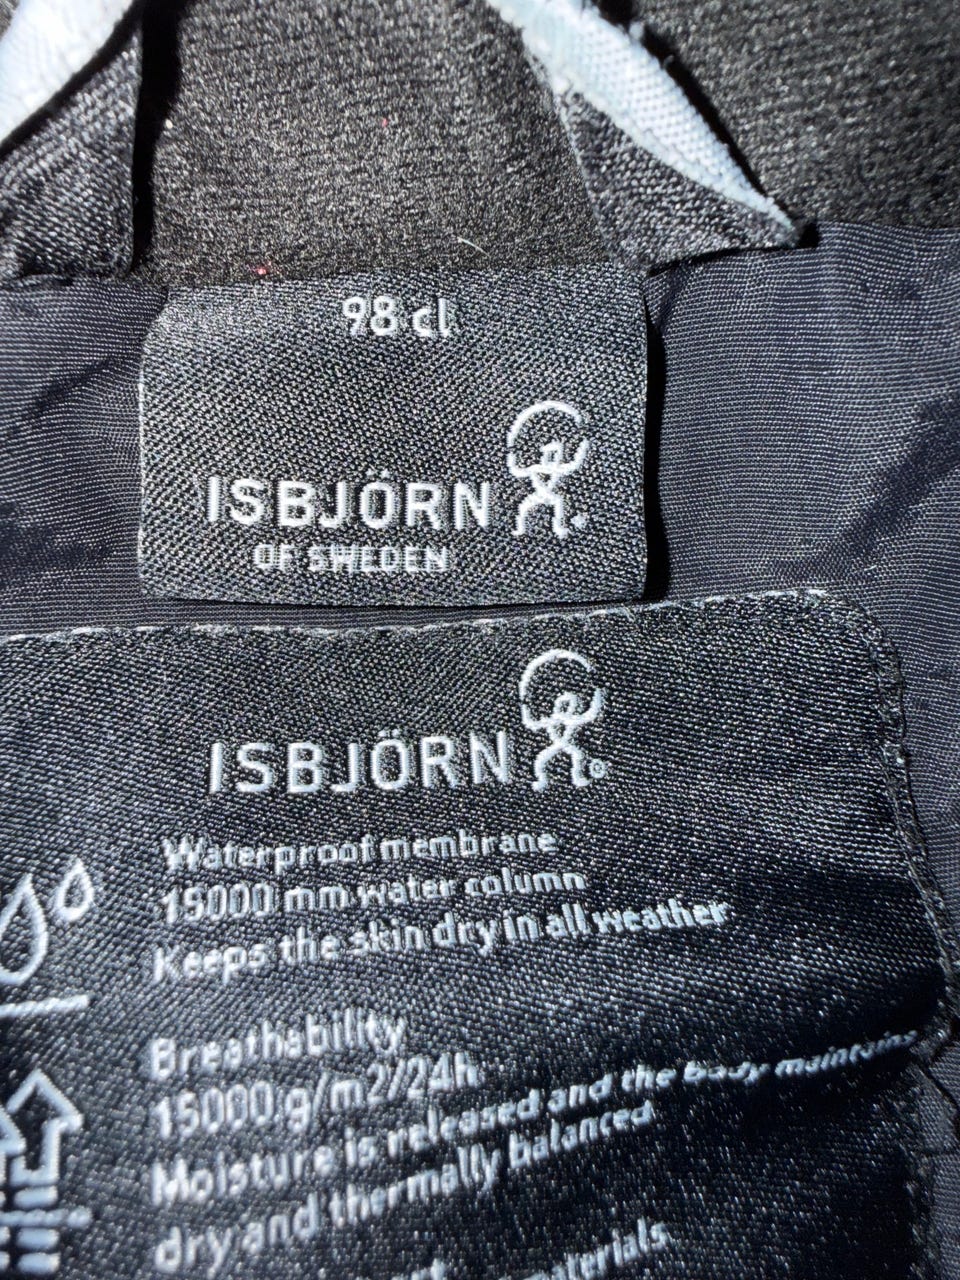 98 cl
ISBJÖRN
OF SWEDEN
ISBJÖRN
Waterproof membrane
15000 mm water column
Keeps the skin dry in all weather
Breathability
15000 g/m2/24h
Moisture is released and the body maintains
dry and thermally balanced
materials